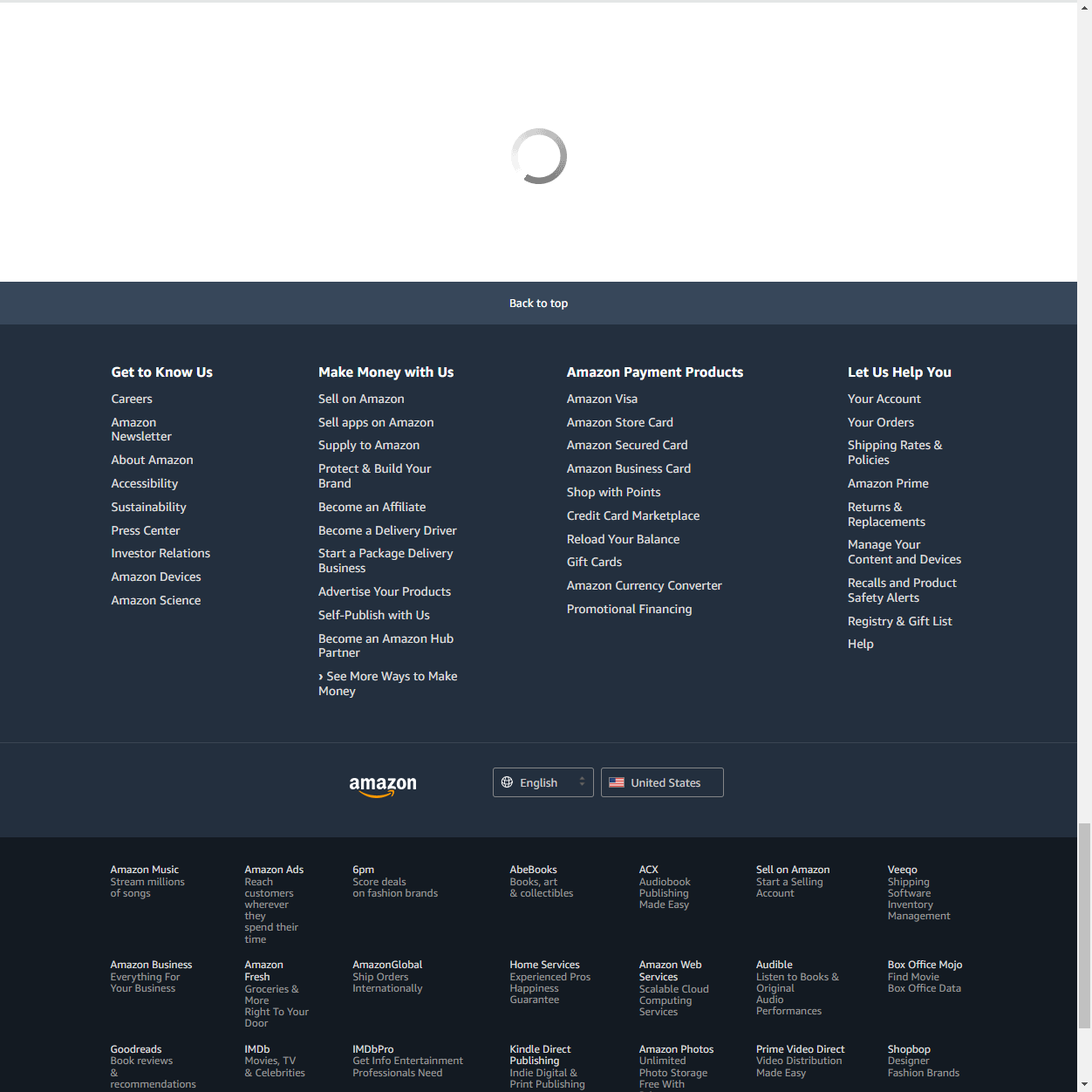 Back to top
Get to Know Us
Careers
Amazon
Newsletter
About Amazon
Accessibility
Sustainability
Press Center
Investor Relations
Amazon Devices
Amazon Science
Make Money with Us
Sell on Amazon
Sell apps on Amazon
Supply to Amazon
Protect & Build Your
Brand
Become an Affiliate
Become a Delivery Driver
Start a Package Delivery
Business
Advertise Your Products
Self-Publish with Us
Become an Amazon Hub
Partner
› See More Ways to Make
Money
Amazon Payment Products
Amazon Visa
Amazon Store Card
Amazon Secured Card
Amazon Business Card
Shop with Points
Credit Card Marketplace
Reload Your Balance
Gift Cards
Amazon Currency Converter
Promotional Financing
Let Us Help You
Your Account
Your Orders
Shipping Rates &
Policies
Amazon Prime
Returns &
Replacements
Manage Your
Content and Devices
Recalls and Product
Safety Alerts
Registry & Gift List
Help
amazon
English
United States
Amazon Music
Stream millions
of songs
Amazon Ads
Reach
customers
wherever
they
spend their
time
6pm
Score deals
on fashion brands
AbeBooks
Books, art
& collectibles
ACX
Audiobook
Publishing
Made Easy
Sell on Amazon
Start a Selling
Account
Veeqo
Shipping
Software
Inventory
Management
Amazon Business
Everything For
Your Business
Amazon
Fresh
Groceries &
More
Right To Your
Door
AmazonGlobal
Ship Orders
Internationally
Home Services
Experienced Pros
Happiness
Guarantee
Amazon Web
Services
Scalable Cloud
Computing
Services
Audible
Listen to Books &
Original
Audio
Performances
Box Office Mojo
Find Movie
Box Office Data
Goodreads
Book reviews
&
recommendations
IMDb
Movies, TV
& Celebrities
IMDbPro
Get Info Entertainment
Professionals Need
Kindle Direct
Publishing
Indie Digital &
Print Publishing
Amazon Photos
Unlimited
Photo Storage
Free With
Prime Video Direct
Video Distribution
Made Easy
Shopbop
Designer
Fashion Brands